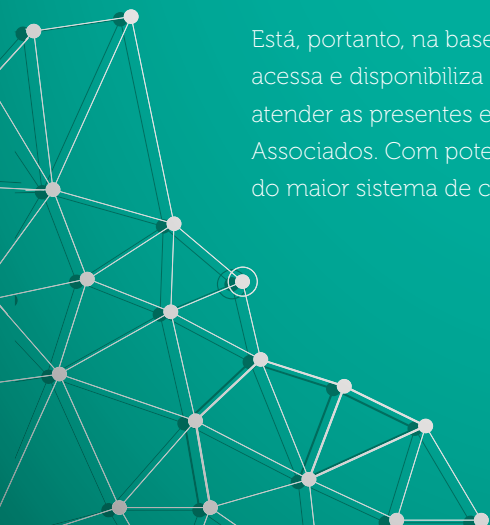 Está, portanto, na base
acessa e disponibiliza
atender as presentes e
Associados. Com pote
do maior sistema de c